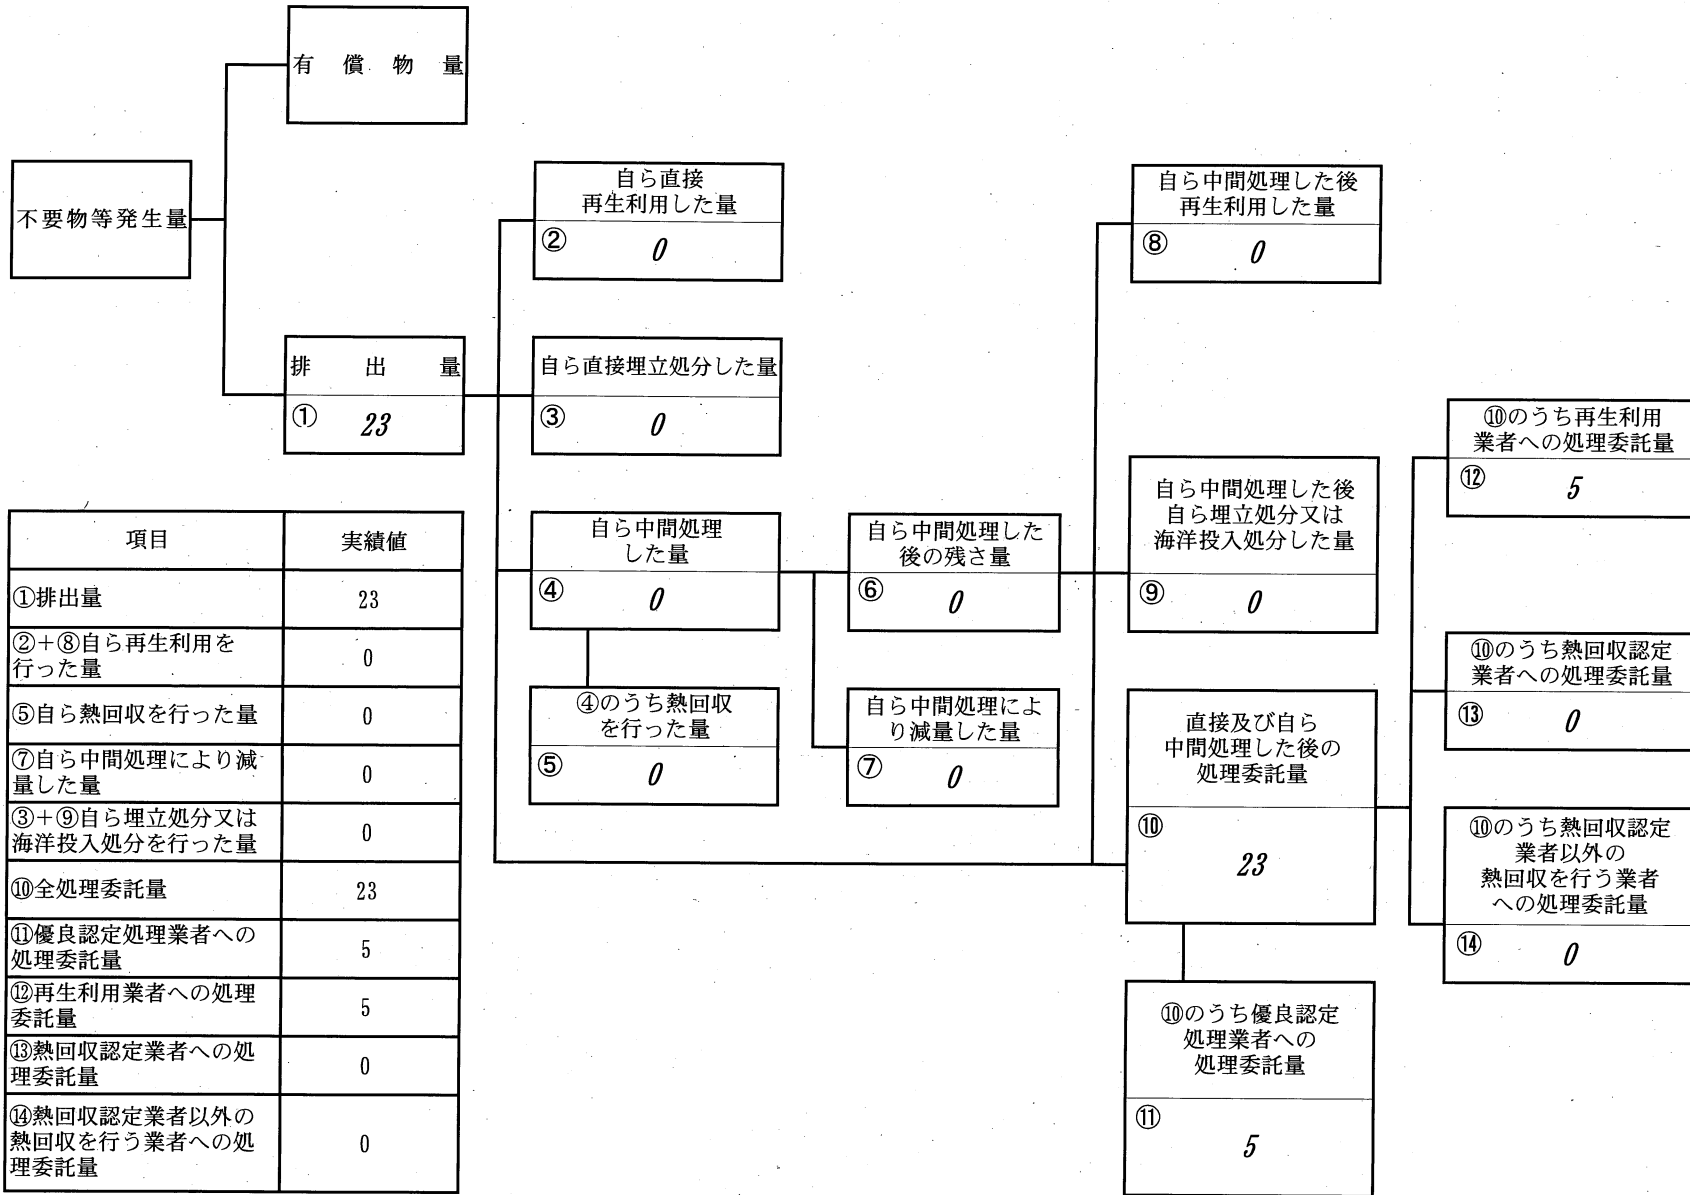 有償物量
不要物等発生量
自ら直接
再生利用した量
② 0
自ら中間処理した後
再生利用した量
⑧ 0
排出量
① 23
自ら直接埋立処分した量
③ 0
⑩のうち再生利用
業者への処理委託量
⑫ 5
自ら中間処理
した量
④ 0
自ら中間処理した
後の残さ量
⑥ 0
自ら中間処理した後
自ら埋立処分又は
海洋投入処分した量
⑨ 0
⑩のうち熱回収認定
業者への処理委託量
⑬ 0
④のうち熱回収
を行った量
⑤ 0
自ら中間処理によ
り減量した量
⑦ 0
直接及び自ら
中間処理した後の
処理委託量
⑩
23
⑩のうち熱回収認定
業者以外の
熱回収を行う業者
への処理委託量
⑭ 0
⑩のうち優良認定
処理業者への
処理委託量
⑪
5
項目 実績値
①排出量 23
②+⑧自ら再生利用を
行った量 0
⑤自ら熱回収を行った量 0
⑦自ら中間処理により減
量した量 0
③+⑨自ら埋立処分又は
海洋投入処分を行った量 0
⑩全処理委託量 23
⑪優良認定処理業者への
処理委託量 5
⑫再生利用業者への処理
委託量 5
⑬熱回収認定業者への処
理委託量 0
⑭熱回収認定業者以外の
熱回収を行う業者への処
理委託量 0